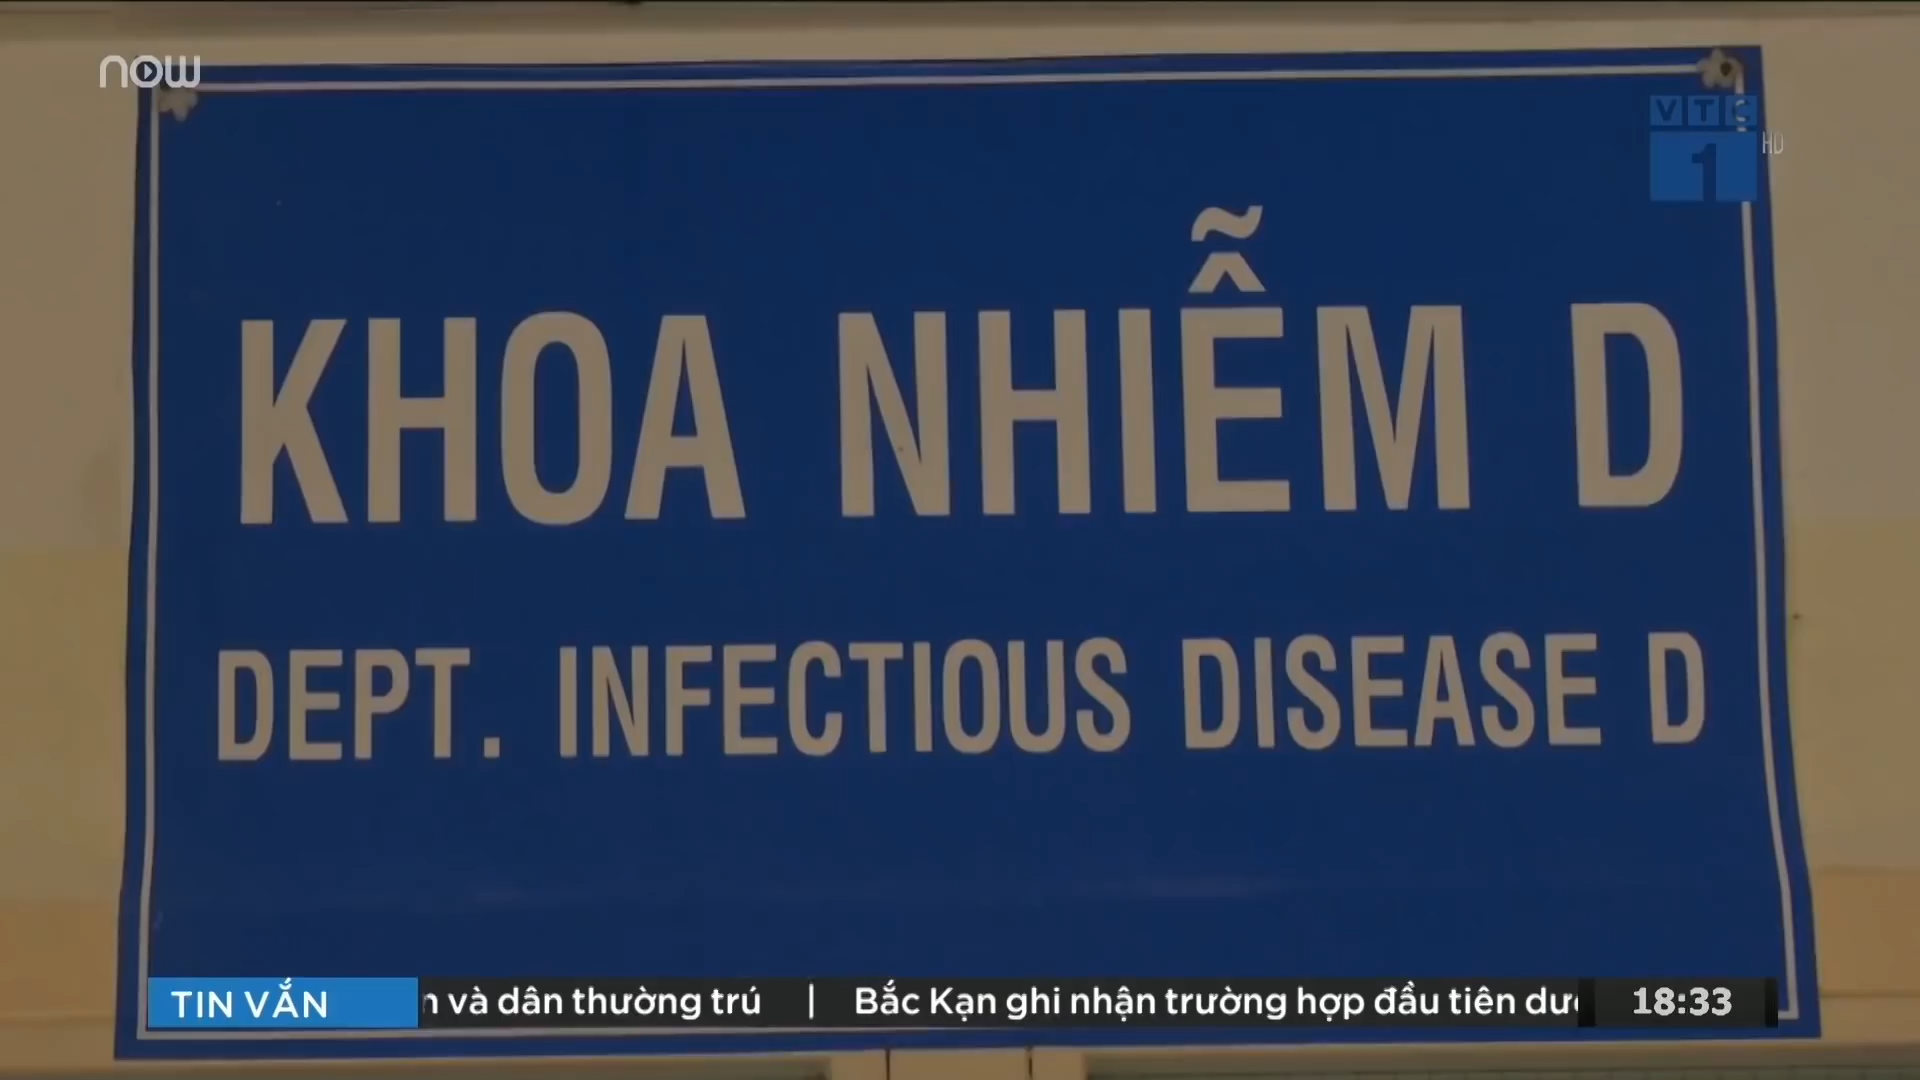 now
VTC
1 HD
KHOA NHIỄM D
DEPT. INFECTIOUS DISEASE D
TIN VẮN
và dân thường trú | Bắc Kạn ghi nhận trường hợp đầu tiên
18:33